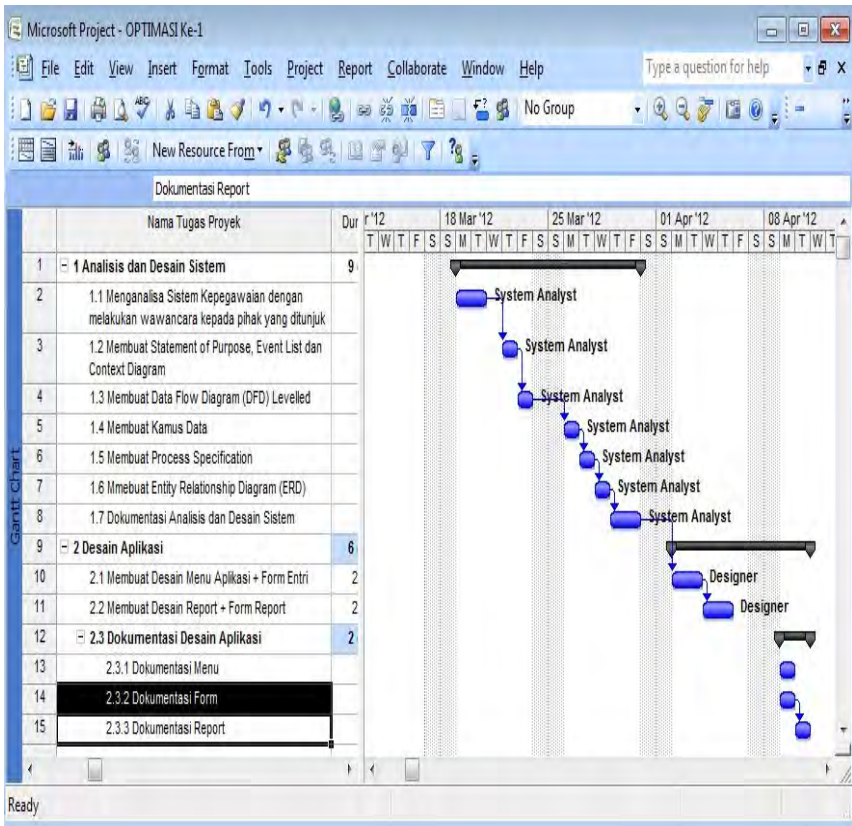 Microsoft Project - OPTIMASI Ke-1
File Edit View Insert Format Tools Project Report Collaborate Window Help Type a question for help
No Group
New Resource From
Dokumentasi Report
Nama Tugas Proyek Dur r '12 18 Mar '12 25 Mar '12 01 Apr '12 08 Apr '12
T W T F S S M T W T F S S M T W T F S S M T W T F S S M T W T
1 1 Analisis dan Desain Sistem 9
2 1.1 Menganalisa Sistem Kepegawaian dengan
melakukan wawancara kepada pihak yang ditunjuk
System Analyst
3 1.2 Membuat Statement of Purpose, Event List dan
Context Diagram
System Analyst
4 1.3 Membuat Data Flow Diagram (DFD) Levelled System Analyst
5 1.4 Membuat Kamus Data System Analyst
6 1.5 Membuat Process Specification System Analyst
7 1.6 Mmebuat Entity Relationship Diagram (ERD) System Analyst
8 1.7 Dokumentasi Analisis dan Desain Sistem System Analyst
9 2 Desain Aplikasi 6
10 2.1 Membuat Desain Menu Aplikasi + Form Entri 2 Designer
11 2.2 Membuat Desain Report + Form Report 2 Designer
12 2.3 Dokumentasi Desain Aplikasi 2
13 2.3.1 Dokumentasi Menu
14 2.3.2 Dokumentasi Form
15 2.3.3 Dokumentasi Report
Gantt Chart
Ready